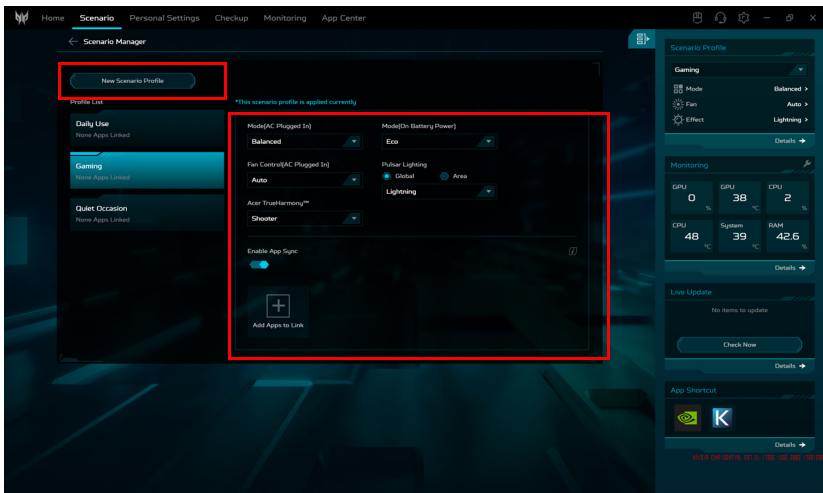 Home Scenario Personal Settings Checkup Monitoring App Center
Scenario Manager
New Scenario Profile
Profile List
Daily Use
None Apps Linked
Gaming
None Apps Linked
Quiet Occasion
None Apps Linked
*This scenario profile is applied currently
Mode(AC Plugged In)
Balanced
Mode(On Battery Power)
Eco
Fan Control(AC Plugged In)
Auto
Pulsar Lighting
Global Area
Lightning
Acer TrueHarmony™
Shooter
Enable App Sync
i
Add Apps to Link
Scenario Profile
Gaming
Mode Balanced >
Fan Auto >
Effect Lightning >
Details →
Monitoring
GPU
0
%
GPU
38
°C
CPU
2
%
CPU
48
°C
System
39
°C
RAM
42.6
%
Details →
Live Update
No items to update
Check Now
Details →
App Shortcut
K
Details →